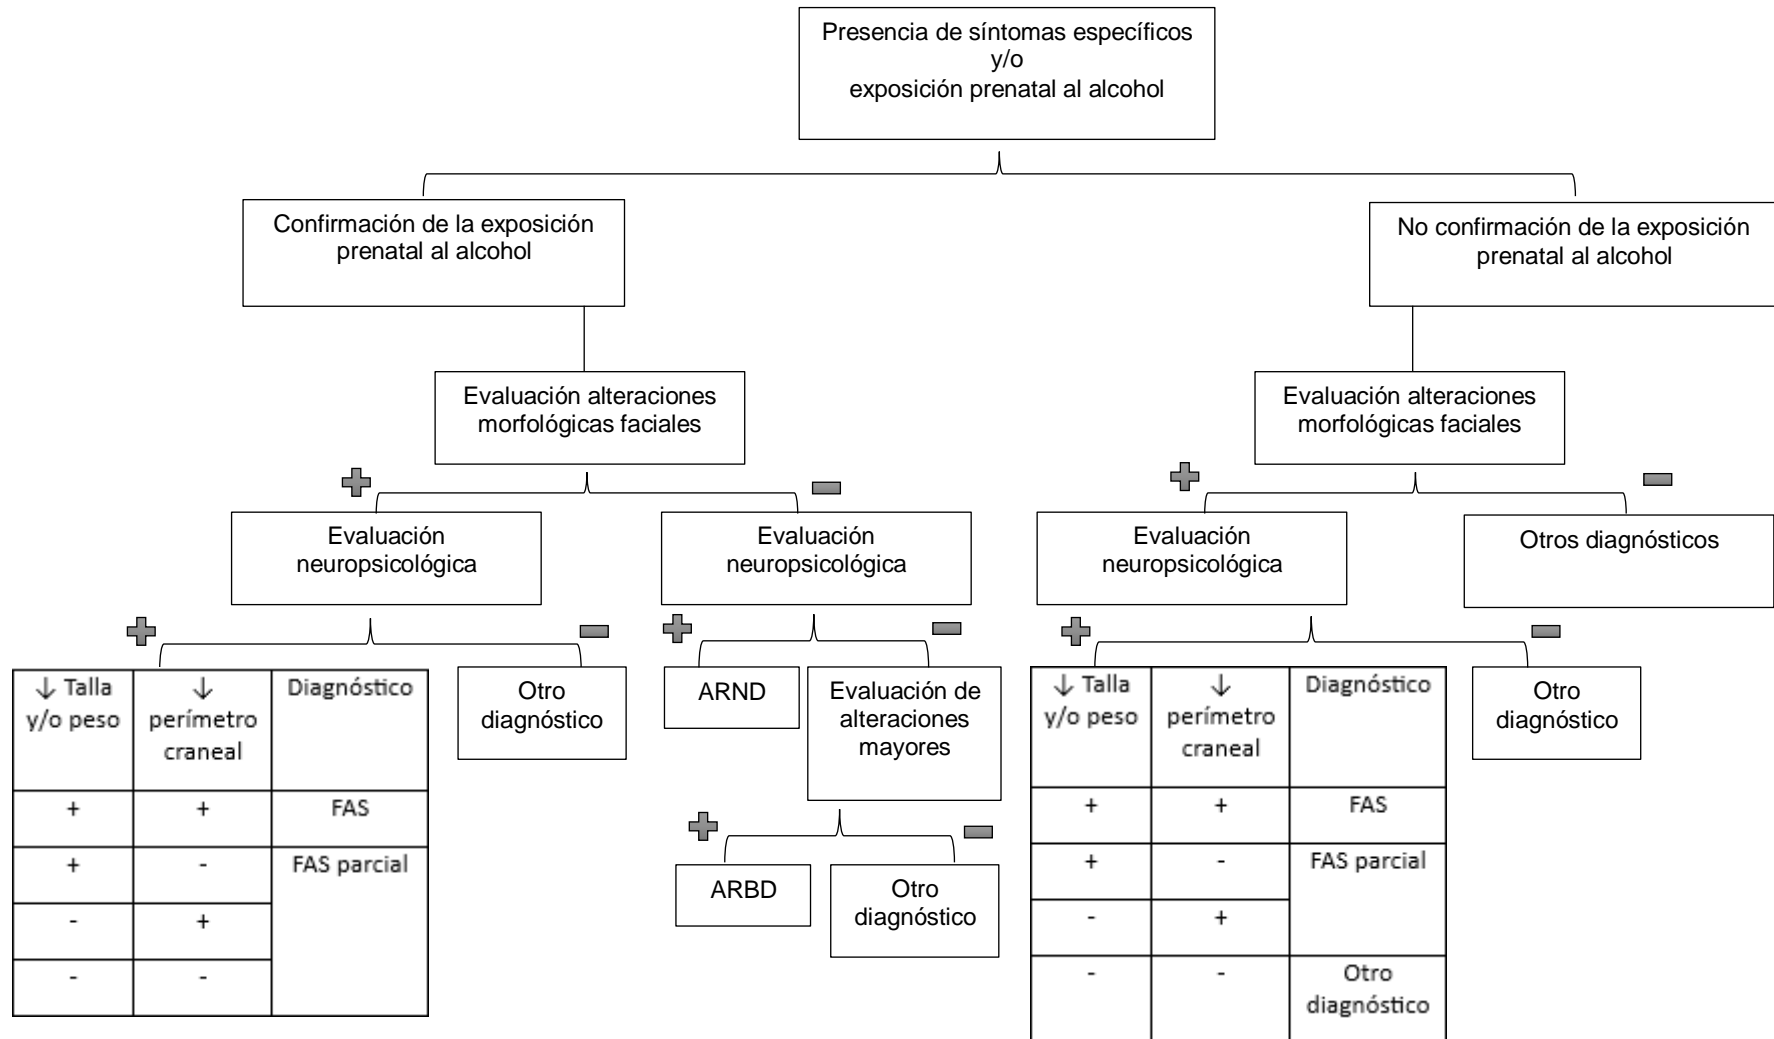 Presencia de síntomas específicos
y/o
exposición prenatal al alcohol
Confirmación de la exposición
prenatal al alcohol
No confirmación de la exposición
prenatal al alcohol
Evaluación alteraciones
morfológicas faciales
Evaluación alteraciones
morfológicas faciales
Evaluación
neuropsicológica
Evaluación
neuropsicológica
Evaluación
neuropsicológica
Otros diagnósticos
↓ Talla
y/o peso
↓
perímetro
craneal
Diagnóstico
+ + FAS
+ - FAS parcial
- +
- -
Otro
diagnóstico
ARND
Evaluación de
alteraciones
mayores
ARBD
Otro
diagnóstico
↓ Talla
y/o peso
↓
perímetro
craneal
Diagnóstico
+ + FAS
+ - FAS parcial
- +
- - Otro
diagnóstico
Otro
diagnóstico